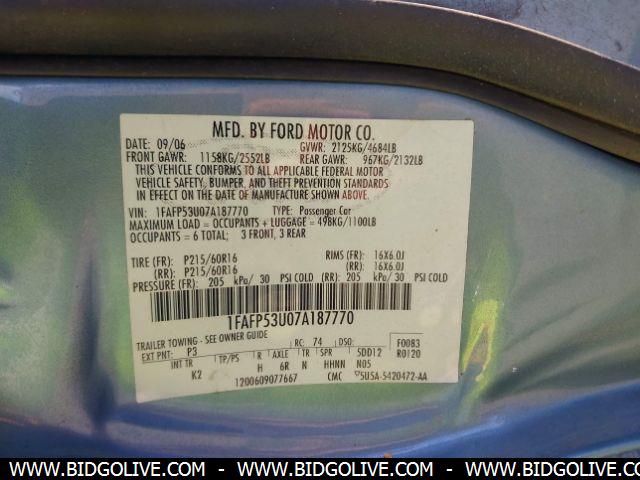 MFD. BY FORD MOTOR CO.
DATE: 09/06 GVWR: 2125KG/4684LB
FRONT GAWR: 1158KG/2552LB REAR GAWR: 967KG/2132LB
THIS VEHICLE CONFORMS TO ALL APPLICABLE FEDERAL MOTOR
VEHICLE SAFETY, BUMPER, AND THEFT PREVENTION STANDARDS
IN EFFECT ON THE DATE OF MANUFACTURE SHOWN ABOVE.
VIN: 1FAFP53U07A187770 TYPE: Passenger Car
MAXIMUM LOAD = OCCUPANTS + LUGGAGE = 498KG/1100LB
OCCUPANTS = 6 TOTAL; 3 FRONT, 3 REAR
TIRE (FR): P215/60R16 RIMS (FR): 16X6.0J
(RR): P215/60R16 (RR): 16X6.0J
PRESSURE (FR): 205 kPa/ 30 PSI COLD (RR): 205 kPa/ 30 PSI COLD
1FAFP53U07A187770
TRAILER TOWING - SEE OWNER GUIDE
EXT PNT: P3 RC: 74 DSO: F0083
INT TR TP/PS R AXLE TR SPR 5DD12 R0120
K2 H 6R N HHNN N05
1200609077667 CMC ▽5U5A-5420472-AA
WWW.BIDGOLIVE.COM - WWW.BIDGOLIVE.COM - WWW.BIDGOLIVE.COM